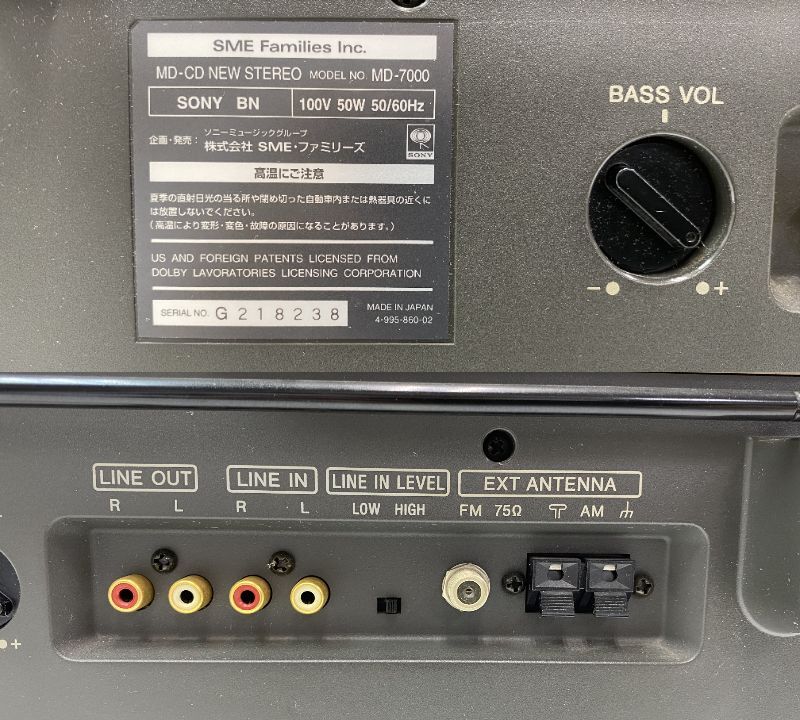 SME Families Inc.
MD-CD NEW STEREO MODEL NO. MD-7000
SONY BN 100V 50W 50/60Hz
企画・発売： ソニーミュージックグループ
株式会社 SME・ファミリーズ
SONY
高温にご注意
夏季の直射日光の当る所や閉め切った自動車内または熱器具の近くに
は放置しないでください。
（高温により変形・変色・故障の原因になることがあります。）
US AND FOREIGN PATENTS LICENSED FROM
DOLBY LAVORATORIES LICENSING CORPORATION
SERIAL NO. G 218238
MADE IN JAPAN
4-995-860-02
BASS VOL
− +
LINE OUT LINE IN LINE IN LEVEL EXT ANTENNA
R L R L LOW HIGH FM 75Ω AM
+